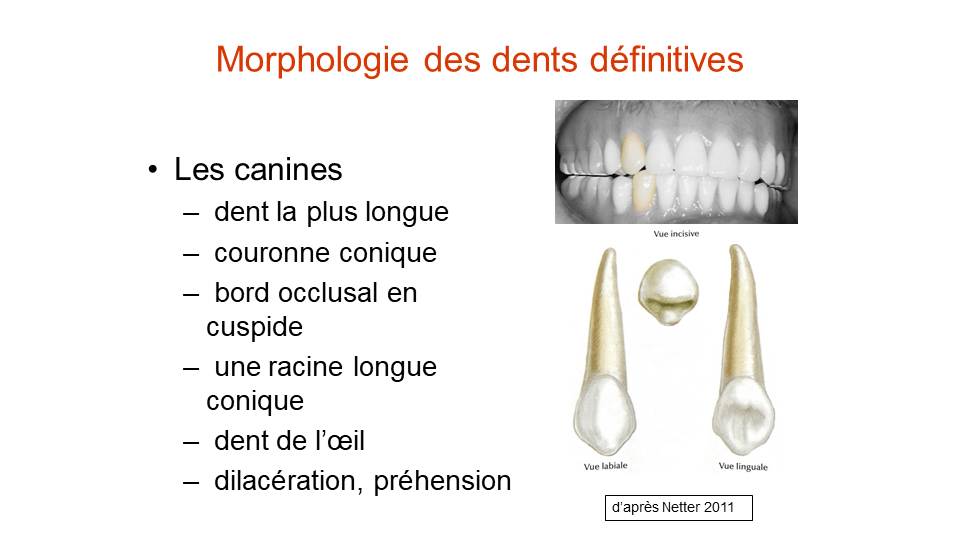 Morphologie des dents définitives
• Les canines
– dent la plus longue
– couronne conique
– bord occlusal en
cuspide
– une racine longue
conique
– dent de l’œil
– dilacération, préhension
Vue incisive
Vue labiale
Vue linguale
d’après Netter 2011